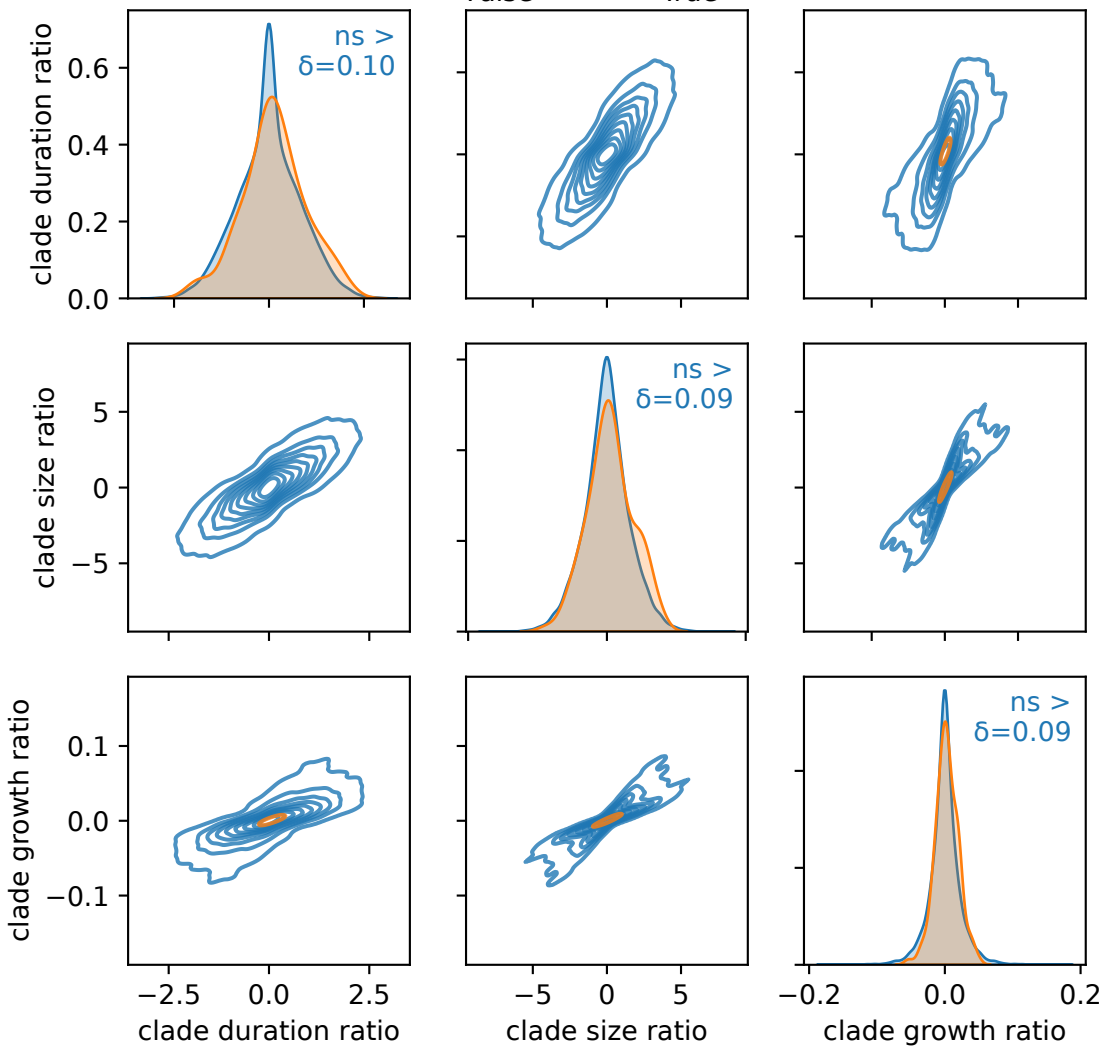 False True
clade duration ratio
0.6
0.4
0.2
0.0
ns >
δ=0.10
clade size ratio
5
0
−5
ns >
δ=0.09
clade growth ratio
0.1
0.0
−0.1
ns >
δ=0.09
−2.5 0.0 2.5
−5 0 5
−0.2 0.0 0.2
clade duration ratio
clade size ratio
clade growth ratio